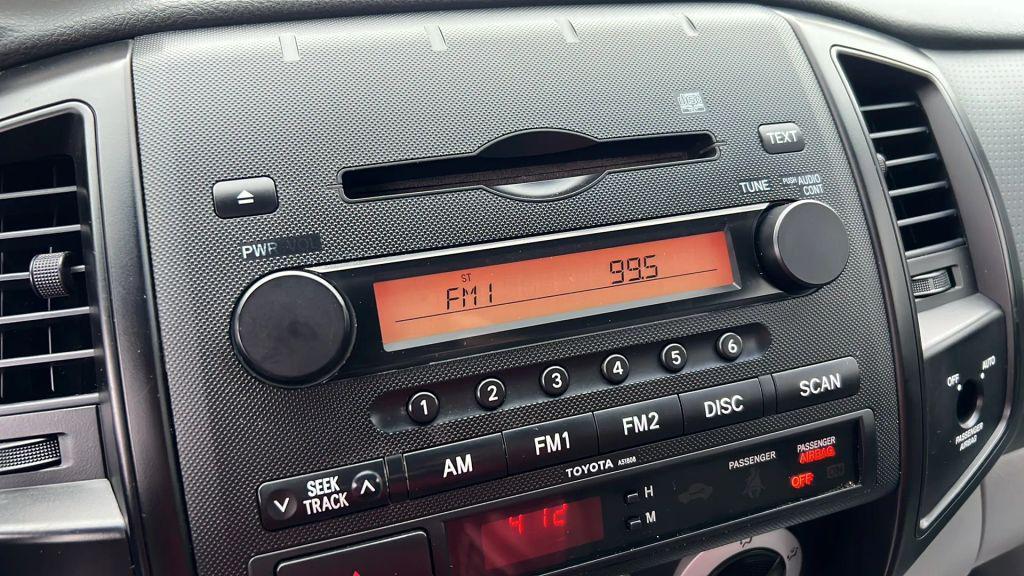 TEXT
TUNE
PUSH AUDIO
CONT
PWR VOL
ST
FM1
99.5
1 2 3 4 5 6
AM FM1 FM2 DISC SCAN
SEEK
TRACK
TOYOTA A51808
H
M
4:12
PASSENGER
PASSENGER
AIRBAG
OFF
OFF AUTO
PASSENGER
AIRBAG